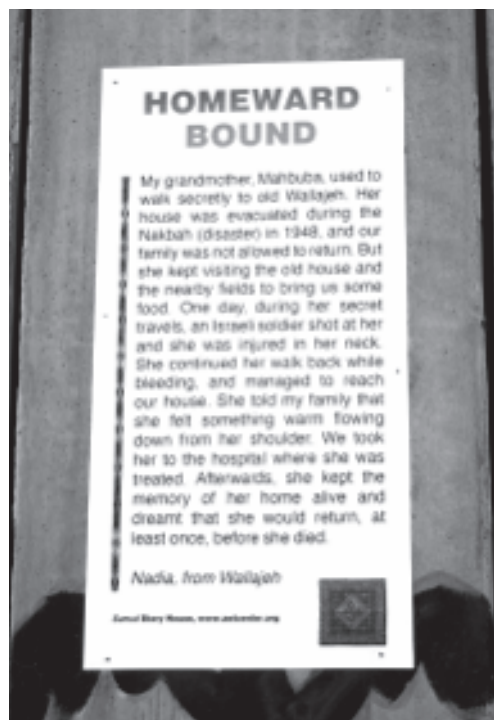 HOMEWARD
BOUND
My grandmother, Mahbuba, used to
walk secretly to old Wallajeh. Her
house was evacuated during the
Nakbah (disaster) in 1948, and our
family was not allowed to return. But
she kept visiting the old house and
the nearby fields to bring us some
food. One day, during her secret
travels, an Israeli soldier shot at her
and she was injured in her neck.
She continued her walk back while
bleeding, and managed to reach
our house. She told my family that
she felt something warm flowing
down from her shoulder. We took
her to the hospital where she was
treated. Afterwards, she kept the
memory of her home alive and
dreamt that she would return, at
least once, before she died.
Nadia, from Wallajeh
Story House,